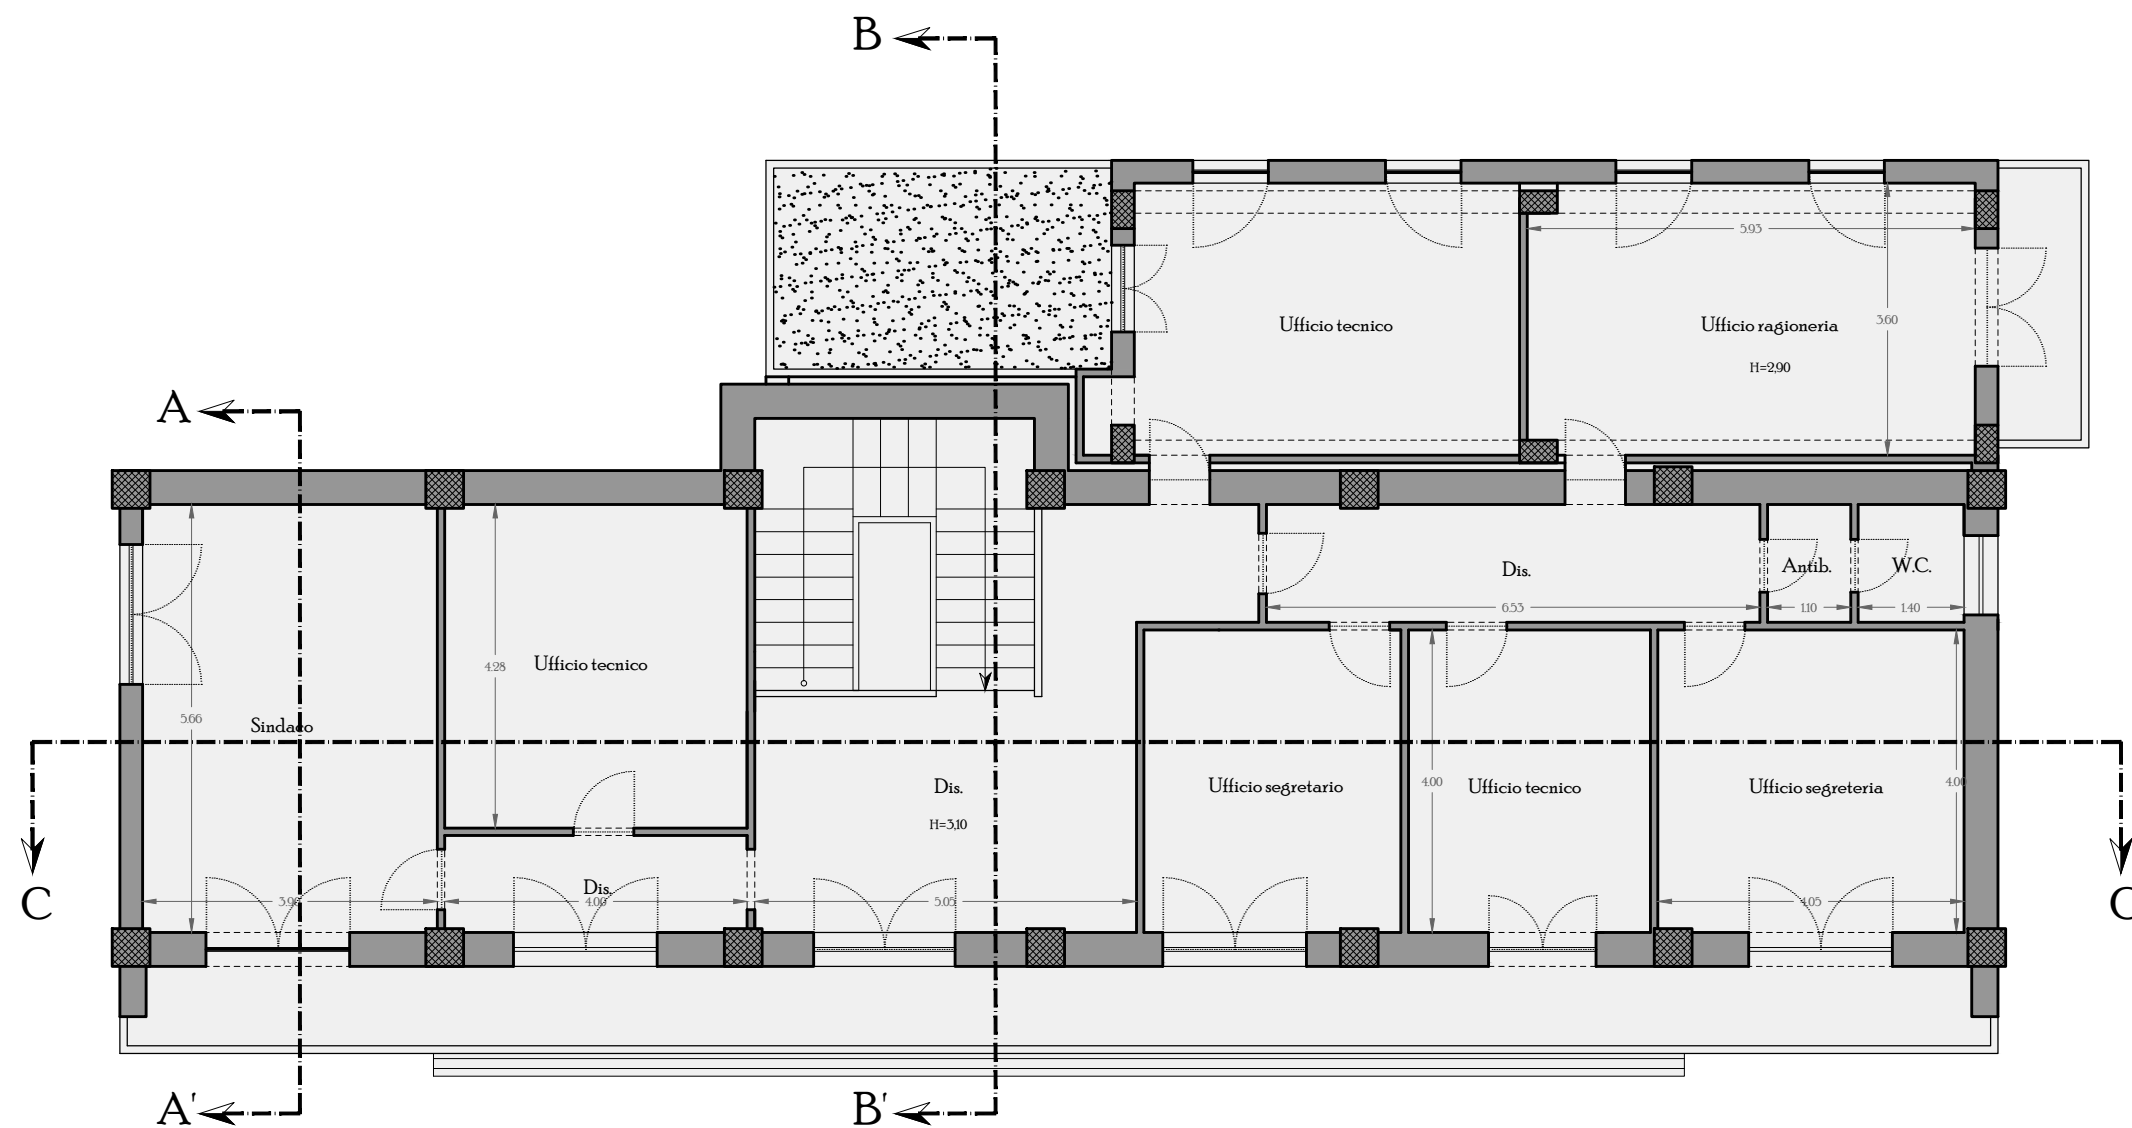 B
5.93
Ufficio tecnico
Ufficio ragioneria
3.60
H=2,90
A
Dis.
Antib.
W.C.
6.53
1.10
1.40
4.28
Ufficio tecnico
5.66
Sindaco
Dis.
H=3,10
Ufficio segretario
4.00
Ufficio tecnico
Ufficio segreteria
4.00
C
C
Dis.
4.00
5.05
4.05
A'
B'